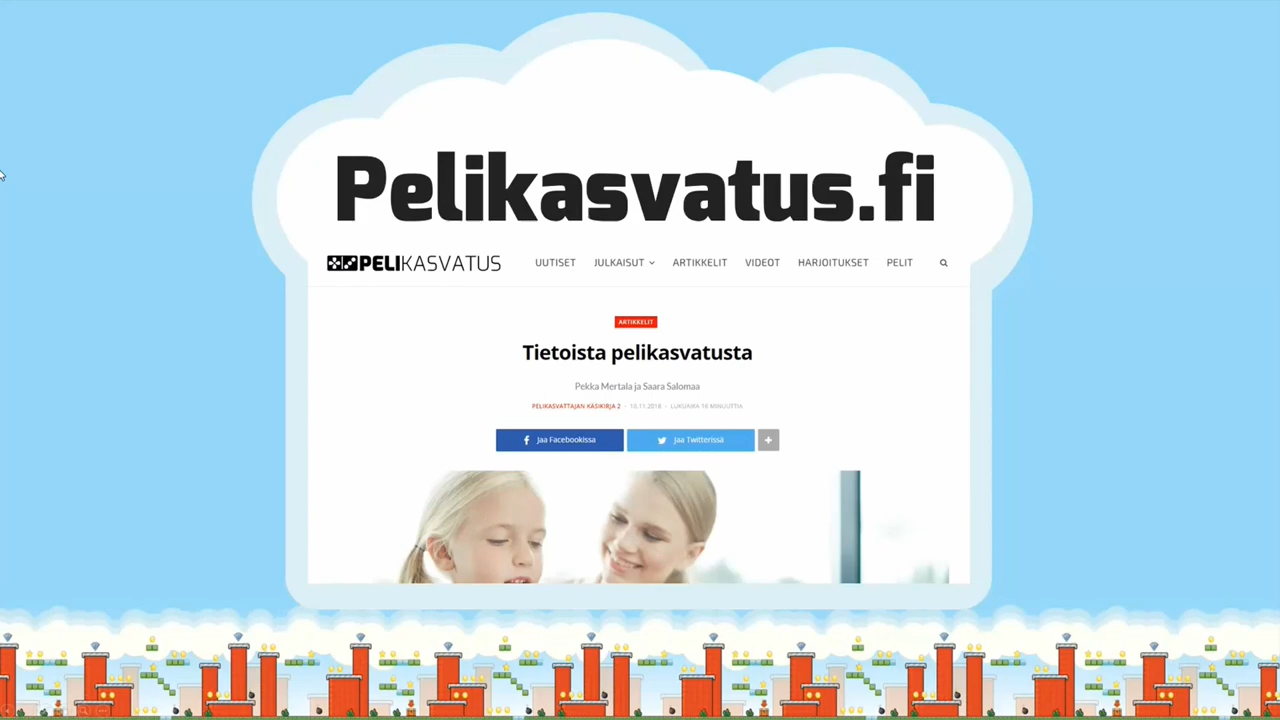 Pelikasvatus.fi
PELIKASVATUS UUTISET JULKAISUT ARTIKKELIT VIDEOT HARJOITUKSET PELIT
ARTIKKELIT
Tietoista pelikasvatusta
Pekka Mertala ja Saara Salomaa
PELIKASVATTAJAN KÄSIKIRJA 2 - 10.11.2018 - LUKUAIKA 16 MINUUTTIA
Jaa Facebookissa Jaa Twitterissä